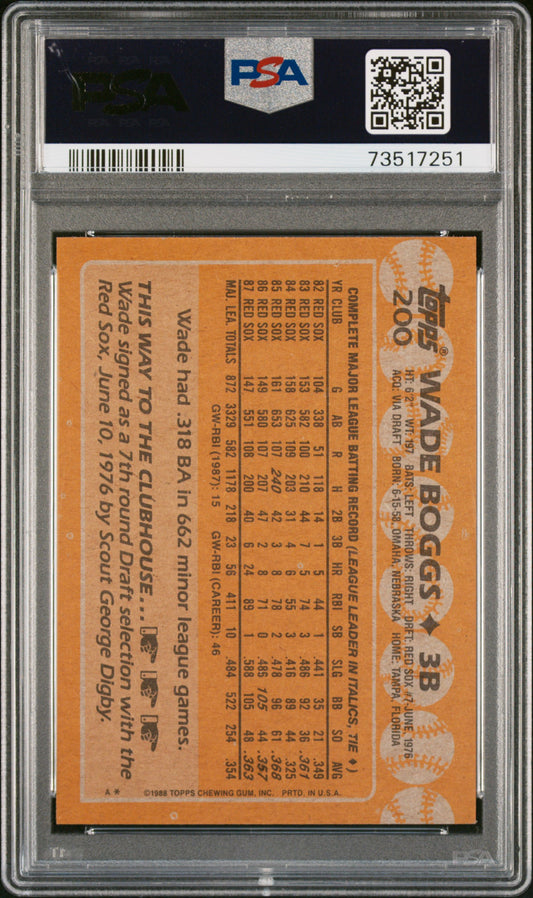 PSA
PSA
73517251
topps® WADE BOGGS ♦ 3B
200
HT: 6'2" WT: 197 BATS: LEFT THROWS: RIGHT DRFT: RED SOX #7-JUNE, 1976
ACQ: VIA DRAFT BORN: 6-15-58, OMAHA, NEBRASKA HOME: TAMPA, FLORIDA
COMPLETE MAJOR LEAGUE BATTING RECORD (LEAGUE LEADER IN ITALICS, TIE ♦)
YR CLUB G AB R H 2B 3B HR RBI SB SLG BB SO AVG
82 RED SOX 104 338 51 118 14 1 5 44 1 .441 35 21 .349
83 RED SOX 153 582 100 210 44 7 5 74 3 .486 92 36 .361
84 RED SOX 158 625 109 203 31 4 6 55 3 .416 89 44 .325
85 RED SOX 161 653 107 240 42 3 8 78 2 .478 96 61 .368
86 RED SOX 149 580 107 207 47 2 8 71 0 .486 105 44 .357
87 RED SOX 147 551 108 200 40 6 24 89 1 .588 105 48 .363
MAJ. LEA. TOTALS 872 3329 582 1178 218 23 56 411 10 .484 522 254 .354
GW-RBI (1987): 15 GW-RBI (CAREER): 46
Wade had .318 BA in 662 minor league games.
THIS WAY TO THE CLUBHOUSE...
Wade signed as a 7th round Draft selection with the
Red Sox, June 10, 1976 by Scout George Digby.
A* ©1988 TOPPS CHEWING GUM, INC. PRTD. IN U.S.A.
PSA